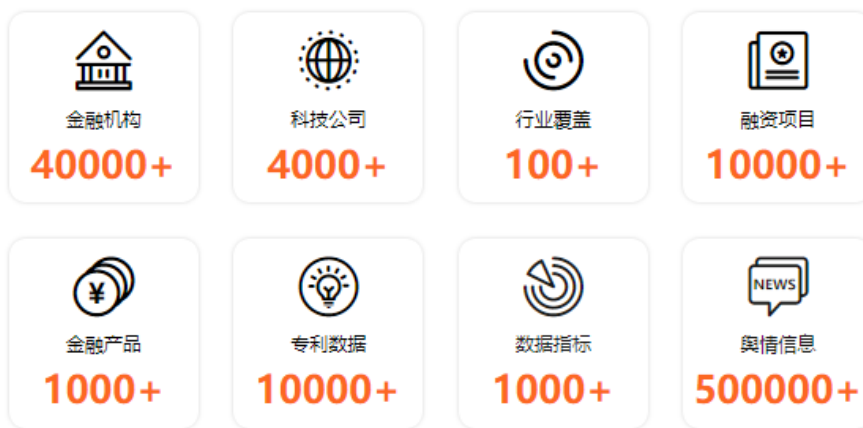 金融机构
40000+
科技公司
4000+
行业覆盖
100+
融资项目
10000+
¥
金融产品
1000+
专利数据
10000+
数据指标
1000+
NEWS
舆情信息
500000+